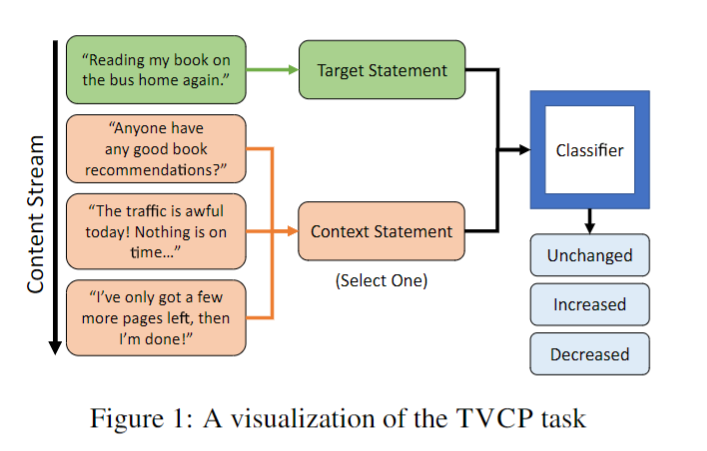 Content Stream
“Reading my book on
the bus home again.”
“Anyone have
any good book
recommendations?”
“The traffic is awful
today! Nothing is on
time…”
“I’ve only got a few
more pages left, then
I’m done!”
Target Statement
Context Statement
(Select One)
Classifier
Unchanged
Increased
Decreased
Figure 1: A visualization of the TVCP task